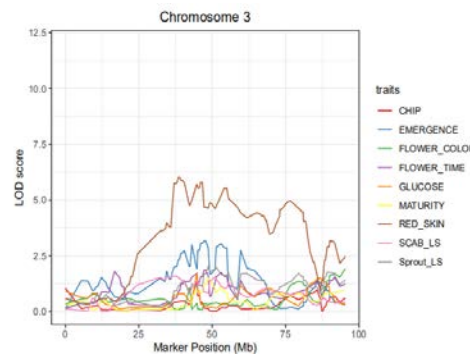 Chromosome 3
12.5
10.0
7.5
5.0
2.5
0.0
LOD score
0 25 50 75 100
Marker Position (Mb)
traits
CHIP
EMERGENCE
FLOWER_COLOR
FLOWER_TIME
GLUCOSE
MATURITY
RED_SKIN
SCAB_LS
Sprout_LS